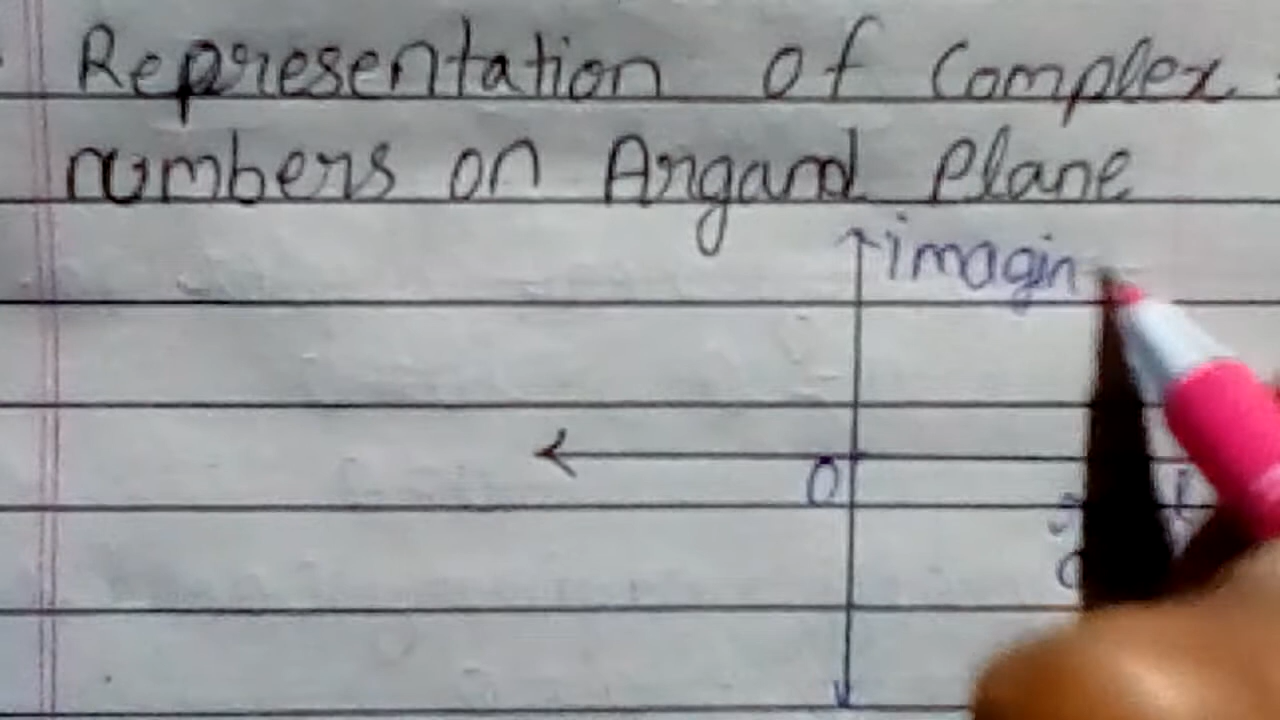 Representation of Complex
numbers on Argand Plane
imagin
O